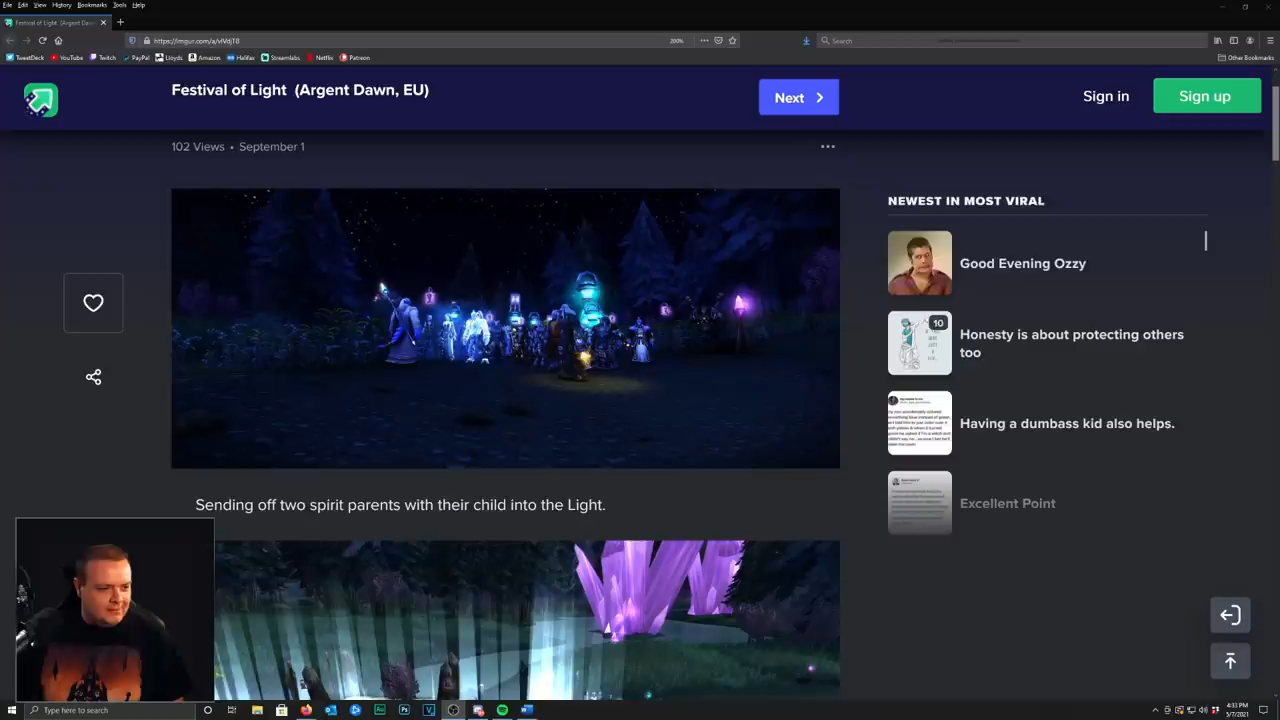 File Edit View History Bookmarks Tools Help
Festival of Light (Argent Dawn
https://imgur.com/a/vlVdjT8
200%
Search
TweetDeck YouTube Twitch PayPal Lloyds Amazon Halifax Streamlabs Netflix Patreon
Other Bookmarks
Festival of Light (Argent Dawn, EU)
Next
Sign in
Sign up
102 Views • September 1
NEWEST IN MOST VIRAL
Good Evening Ozzy
10
Honesty is about protecting others
too
Having a dumbass kid also helps.
Excellent Point
Sending off two spirit parents with their child into the Light.
Type here to search
4:33 PM
5/7/2021